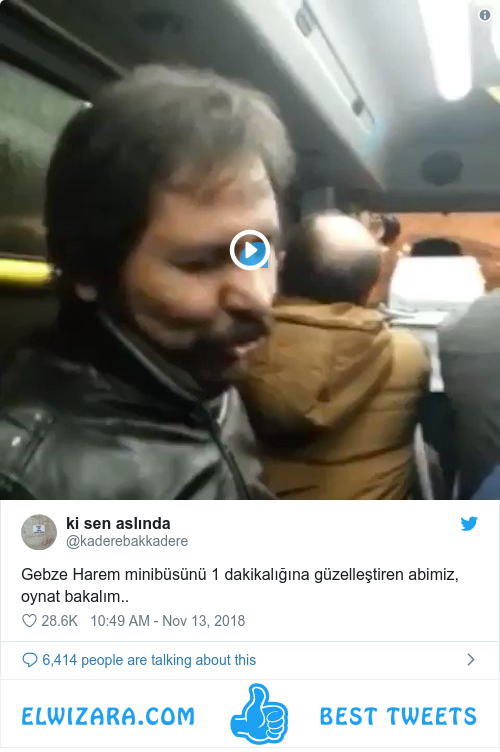 ki sen aslında
@kaderebakkadere
Gebze Harem minibüsünü 1 dakikalığına güzelleştiren abimiz,
oynat bakalım..
28.6K 10:49 AM - Nov 13, 2018
6,414 people are talking about this
ELWIZARA.COM BEST TWEETS